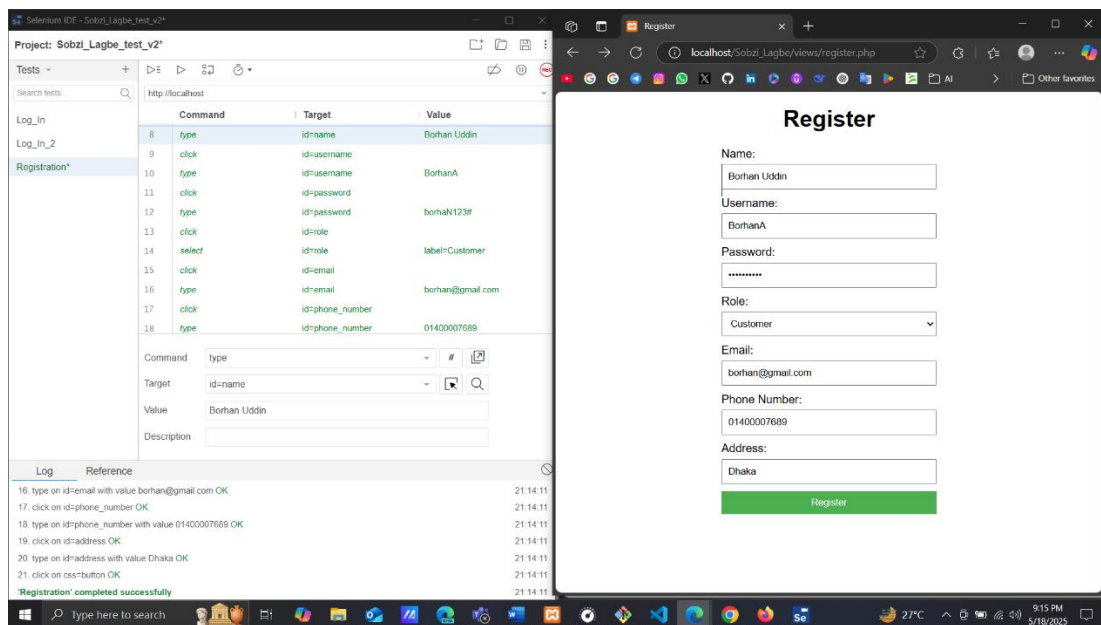 Selenium IDE - Sobzi_Lagbe_test_v2*
Project: Sobzi_Lagbe_test_v2*
Tests
Search tests...
Log_In
Log_In_2
Registration*
http://localhost
Command Target Value
8 type id=name Borhan Uddin
9 click id=username
10 type id=username BorhanA
11 click id=password
12 type id=password borhaN123#
13 click id=role
14 select id=role label=Customer
15 click id=email
16 type id=email borhan@gmail.com
17 click id=phone_number
18 type id=phone_number 01400007689
Command type //
Target id=name
Value Borhan Uddin
Description
Log Reference
16. type on id=email with value borhan@gmail.com OK 21:14:11
17. click on id=phone_number OK 21:14:11
18. type on id=phone_number with value 01400007689 OK 21:14:11
19. click on id=address OK 21:14:11
20. type on id=address with value Dhaka OK 21:14:11
21. click on css=button OK 21:14:11
'Registration' completed successfully 21:14:11
Register
localhost/Sobzi_Lagbe/views/register.php
AI
Other favorites
Register
Name:
Borhan Uddin
Username:
BorhanA
Password:
••••••••••
Role:
Customer
Email:
borhan@gmail.com
Phone Number:
01400007689
Address:
Dhaka
Register
Type here to search
27°C
9:15 PM
5/18/2025